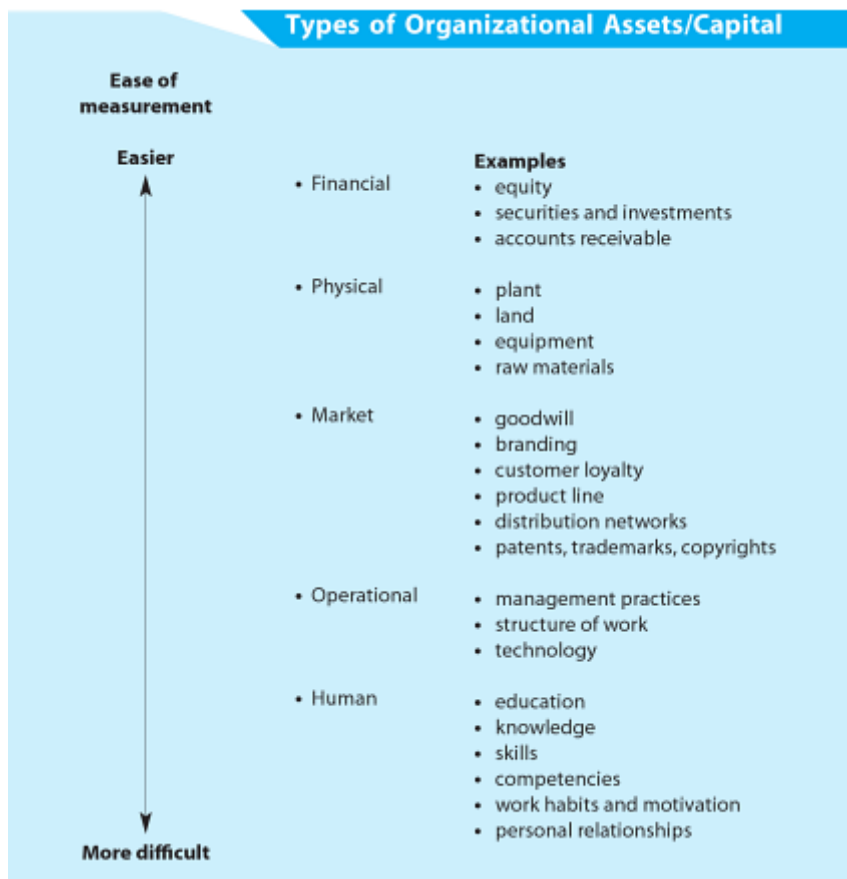 Types of Organizational Assets/Capital
Ease of
measurement
Easier
Examples
• Financial
• equity
• securities and investments
• accounts receivable
• Physical
• plant
• land
• equipment
• raw materials
• Market
• goodwill
• branding
• customer loyalty
• product line
• distribution networks
• patents, trademarks, copyrights
• Operational
• management practices
• structure of work
• technology
• Human
• education
• knowledge
• skills
• competencies
• work habits and motivation
• personal relationships
More difficult